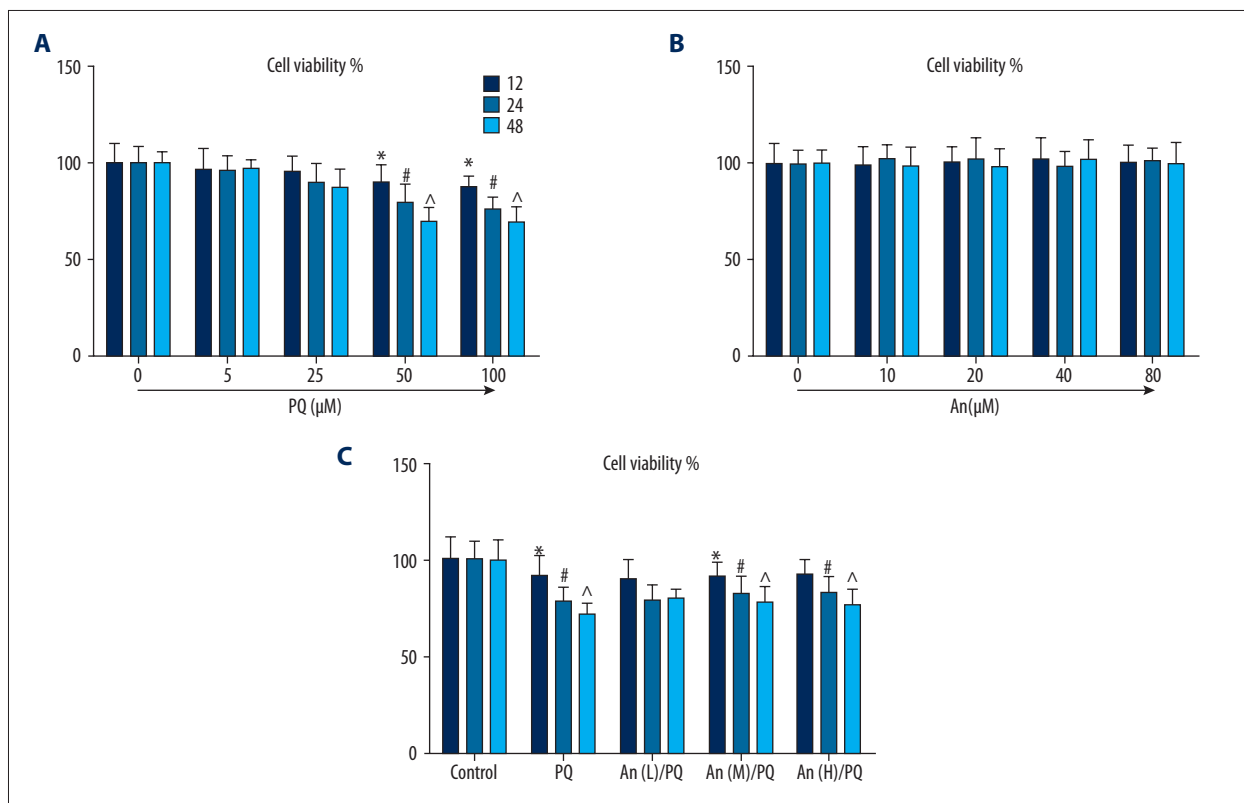 A
Cell viability %
150
100
50
0
12
24
48
* # ^ * # ^
0 5 25 50 100
PQ (μM)
B
Cell viability %
150
100
50
0
0 10 20 40 80
An(μM)
C
Cell viability %
150
100
50
0
* # ^ * # ^ # ^
Control PQ An (L)/PQ An (M)/PQ An (H)/PQ